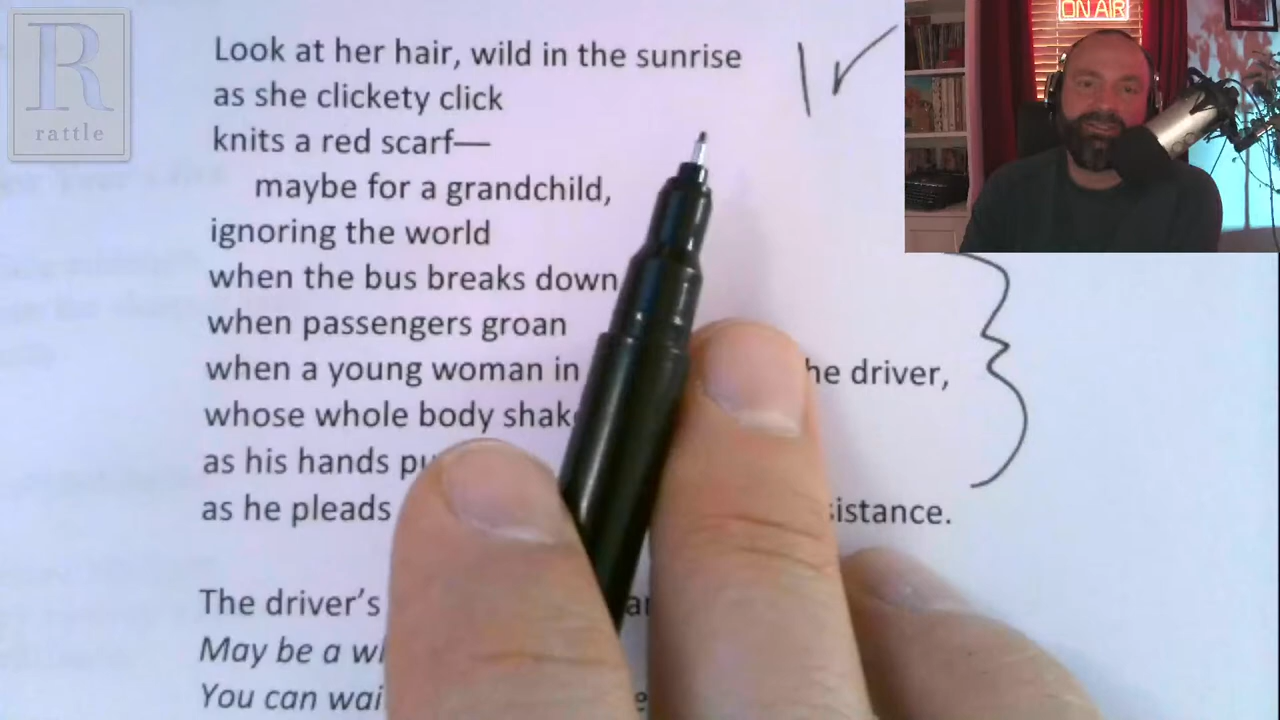 R
rattle
ON AIR
Look at her hair, wild in the sunrise
as she clickety click
knits a red scarf—
maybe for a grandchild,
ignoring the world
when the bus breaks down
when passengers groan
when a young woman in he driver,
whose whole body shak
as his hands pu
as he pleads sistance.
The driver's
May be a
You can wai